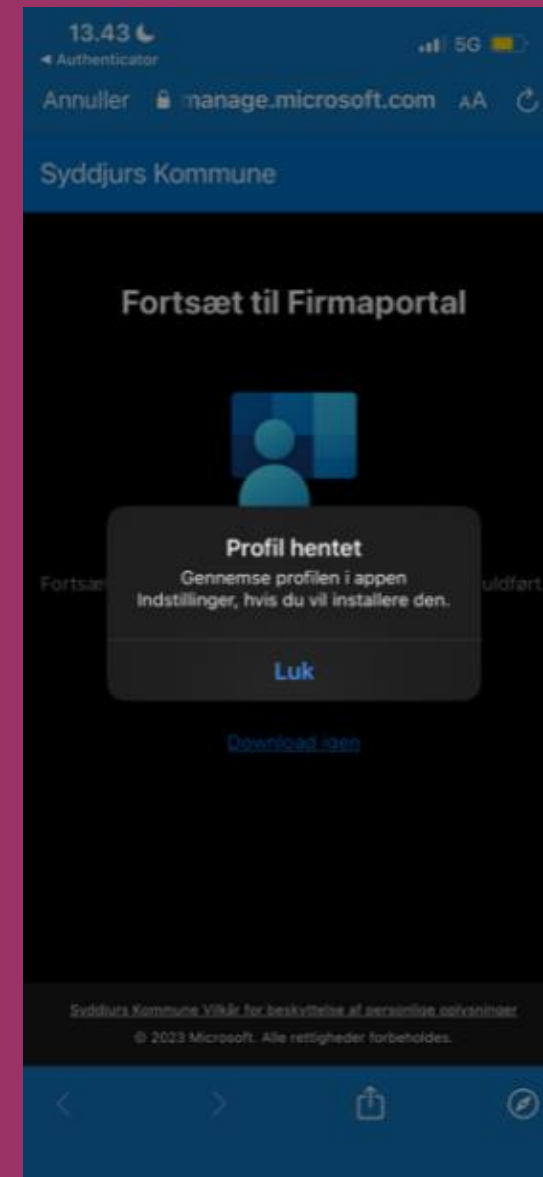 13.43
5G
◀ Authenticator
Annuller manage.microsoft.com AA
Syddjurs Kommune
Fortsæt til Firmaportal
Profil hentet
Gennemse profilen i appen
Indstillinger, hvis du vil installere den.
Luk
Download igen
Syddjurs Kommune Vilkår for beskyttelse af personlige oplysninger
© 2023 Microsoft. Alle rettigheder forbeholdes.